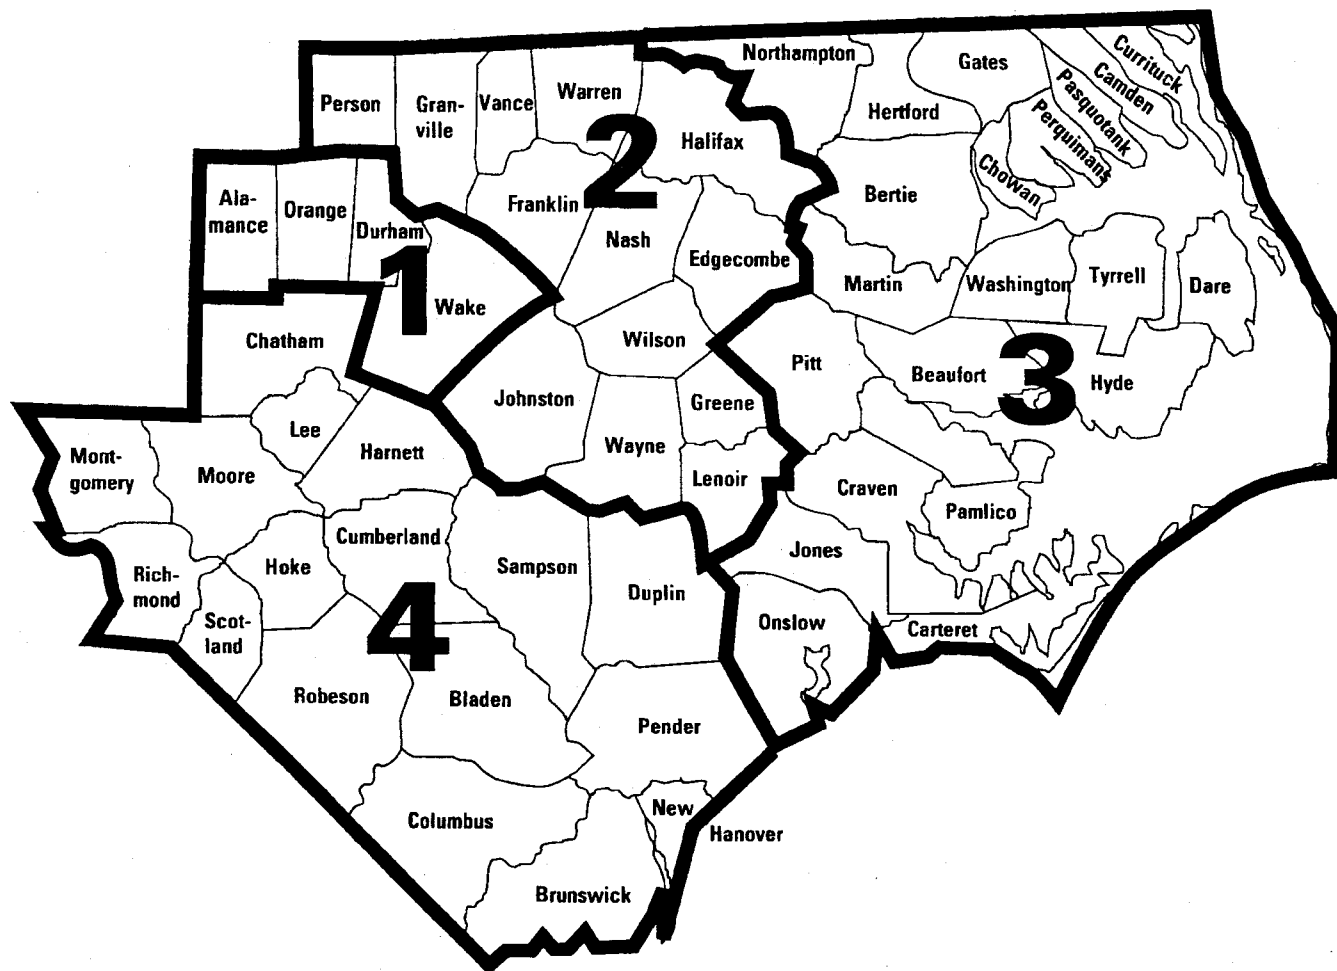 Northampton
Gates
Currituck
Camden
Pasquotank
Perquimans
Chowan
Hertford
Bertie
Person
Gran-
ville
Vance
Warren
2
Halifax
Franklin
Nash
Edgecombe
Ala-
mance
Orange
Durham
1
Wake
Martin
Washington
Tyrrell
Dare
Chatham
Wilson
Pitt
Beaufort
3
Hyde
Johnston
Greene
Wayne
Lenoir
Lee
Harnett
Mont-
gomery
Moore
Craven
Pamlico
Jones
Cumberland
Hoke
Sampson
Duplin
Rich-
mond
Scot-
land
4
Onslow
Carteret
Robeson
Bladen
Pender
Columbus
New
Hanover
Brunswick